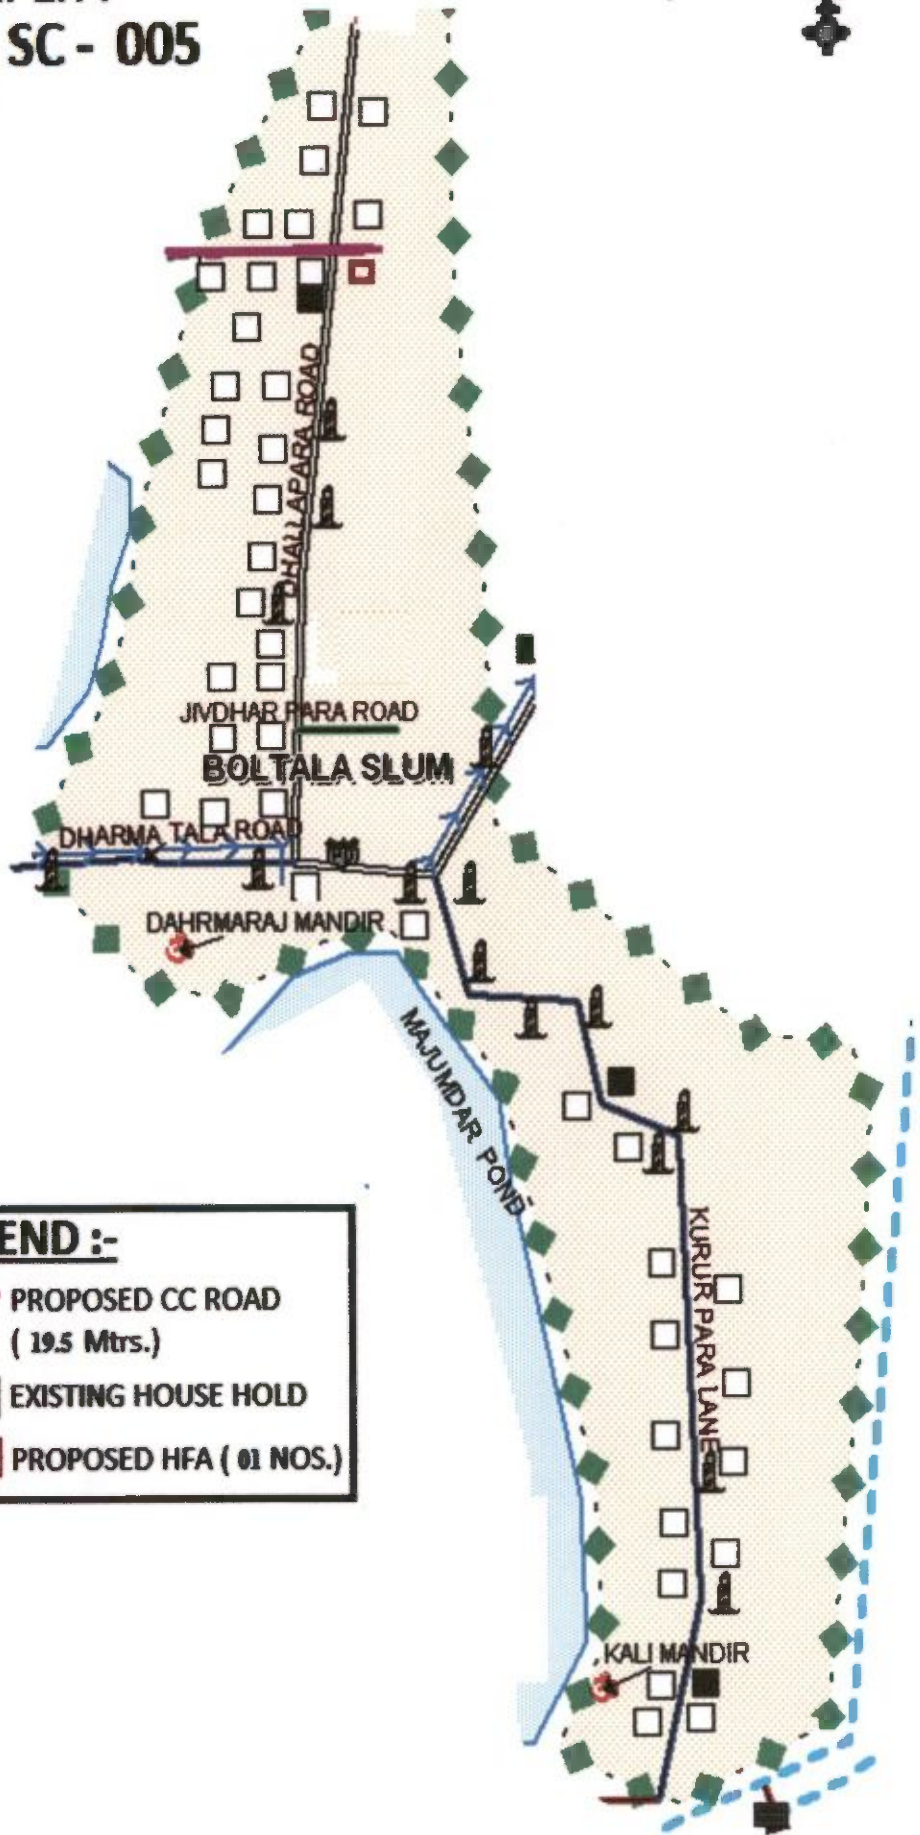 SC - 005
DHALLAPARA ROAD
JIVDHAR PARA ROAD
BOLTALA SLUM
DHARMA TALA ROAD
DAHRMARAJ MANDIR
MAJUMDAR POND
KURUR PARA LANE
KALI MANDIR
END :-
PROPOSED CC ROAD
( 19.5 Mtrs.)
EXISTING HOUSE HOLD
PROPOSED HFA ( 01 NOS.)